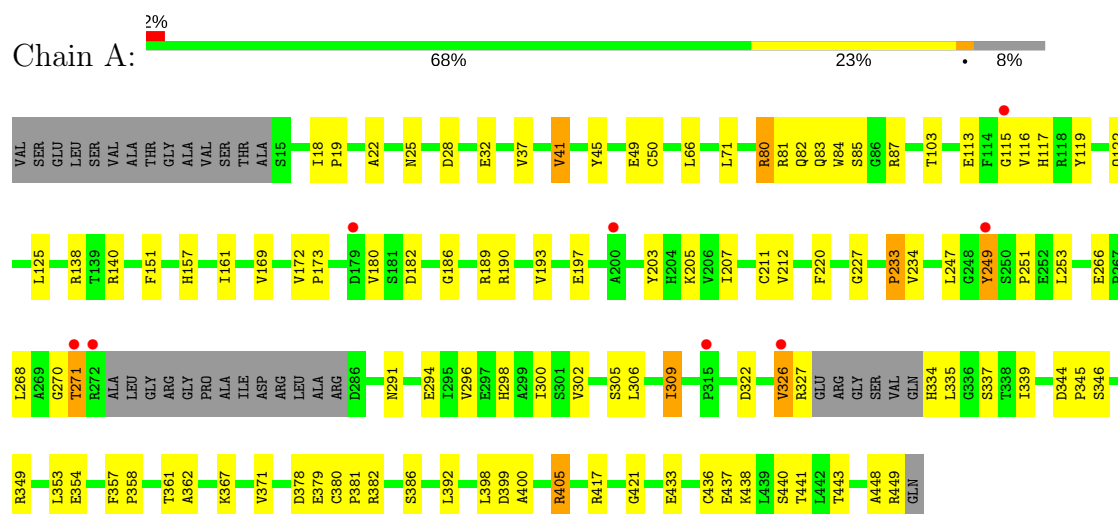 2%
Chain A:
68% 23% • 8%
VAL SER GLU LEU SER VAL ALA THR GLY ALA VAL SER THR ALA S15 I18 P19 A22 N25 D28 E32 V37 V41 Y45 E49 C50 L66 L71 R80 R81 Q82 Q83 W84 S85 G86 R87 T103 E113 F114 G115 V116 H117 R118 Y119
L125 R138 T139 R140 F151 H157 I161 V169 V172 P173 D179 V180 S181 D182 G186 R189 R190 V193 E197 A200 Y203 H204 K205 V206 I207 C211 V212 F220 G227 P233 V234 L247 G248 Y249 S250 P251 E252 L253 E266
L268 A269 G270 T271 R272 ALA LEU GLY ARG GLY PRO ALA ILE ASP ARG LEU ALA ARG D286 N291 E294 I295 V296 E297 H298 A299 I300 S301 V302 S305 L306 I309 P315 D322 V326 R327 GLU ARG GLY SER VAL GLN H334 L335 G336 S337 T338 I339 D344 P345 S346
R349 L353 E354 F357 P358 T361 A362 K367 V371 D378 E379 C380 P381 R382 S386 L392 L398 D399 A400 R405 R417 G421 E433 C436 E437 K438 L439 S440 T441 L442 T443 A448 R449 GLN